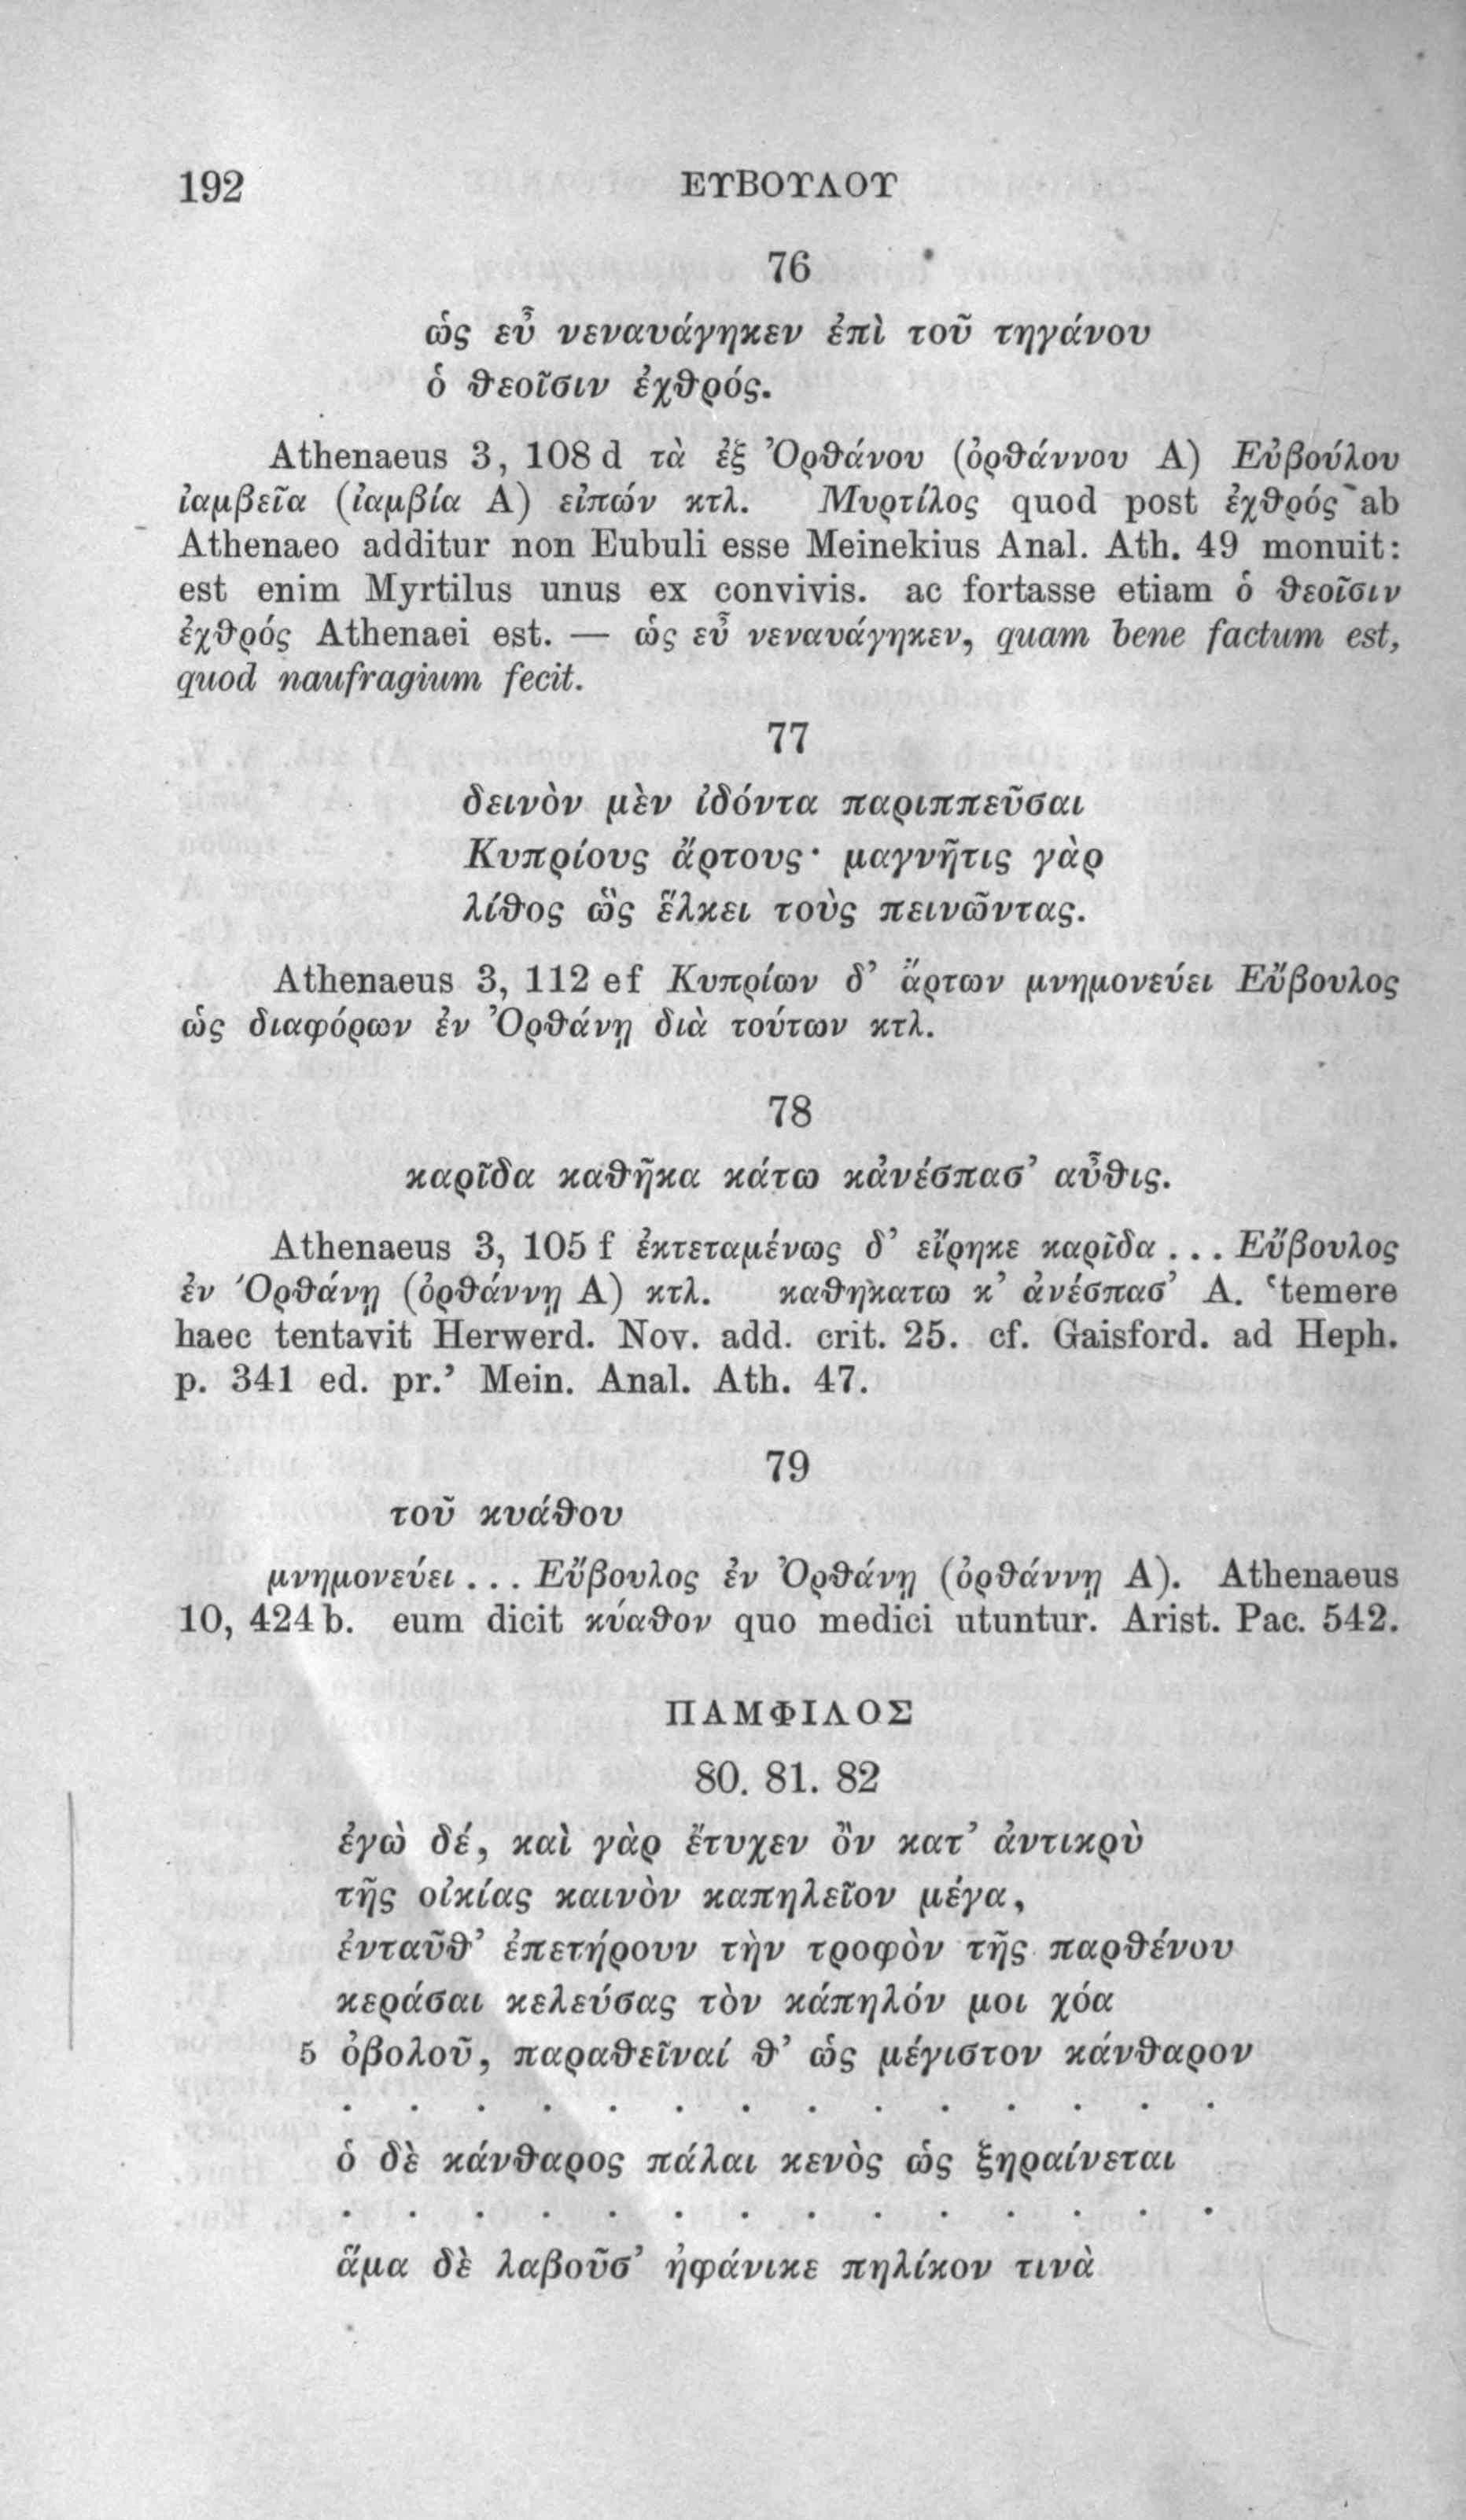 192 ΕΥΒΟΥΛΟΥ
76
ὡς εὖ νεναυάγηκεν ἐπὶ τοῦ τηγάνου
ὁ θεοῖσιν ἐχθρός.
Athenaeus 3, 108 d τὰ ἐξ Ὀρθάνου (ὀρθάννου A) Εὐβούλου
ἰαμβεῖα (ἰαμβία A) εἰπών κτλ. Μυρτίλος quod post ἐχθρός ab
Athenaeo additur non Eubuli esse Meinekius Anal. Ath. 49 monuit:
est enim Myrtilus unus ex convivis. ac fortasse etiam ὁ θεοῖσιν
ἐχθρός Athenaei est. — ὡς εὖ νεναυάγηκεν, quam bene factum est,
quod naufragium fecit.
77
δεινὸν μὲν ἰδόντα παριππεῦσαι
Κυπρίους ἄρτους· μαγνῆτις γὰρ
λίθος ὣς ἕλκει τοὺς πεινῶντας.
Athenaeus 3, 112 ef Κυπρίων δ’ ἄρτων μνημονεύει Εὔβουλος
ὡς διαφόρων ἐν Ὀρθάνῃ διὰ τούτων κτλ.
78
καρῖδα καθῆκα κάτω κἀνέσπασ’ αὖθις.
Athenaeus 3, 105 f ἐκτεταμένως δ’ εἴρηκε καρῖδα . . . Εὔβουλος
ἐν Ὀρθάνῃ (ὀρθάννῃ A) κτλ. καθηκατω κ’ ἀνέσπασ’ A. ‘temere
haec tentavit Herwerd. Nov. add. crit. 25. cf. Gaisford. ad Heph.
p. 341 ed. pr.’ Mein. Anal. Ath. 47.
79
τοῦ κυάθου
μνημονεύει . . . Εὔβουλος ἐν Ὀρθάνῃ (ὀρθάννῃ A). Athenaeus
10, 424 b. eum dicit κύαθον quo medici utuntur. Arist. Pac. 542.
ΠΑΜΦΙΛΟΣ
80. 81. 82
ἐγὼ δέ, καὶ γὰρ ἔτυχεν ὂν κατ’ ἀντικρὺ
τῆς οἰκίας καινὸν καπηλεῖον μέγα,
ἐνταῦθ’ ἐπετήρουν τὴν τροφὸν τῆς παρθένου
κεράσαι κελεύσας τὸν κάπηλόν μοι χόα
5 ὀβολοῦ, παραθεῖναί θ’ ὡς μέγιστον κάνθαρον
. . . . . . . . . . . . . .
ὁ δὲ κάνθαρος πάλαι κενὸς ὡς ξηραίνεται
. . . . . . . . . . . . . .
ἅμα δὲ λαβοῦσ’ ἠφάνικε πηλίκον τινὰ